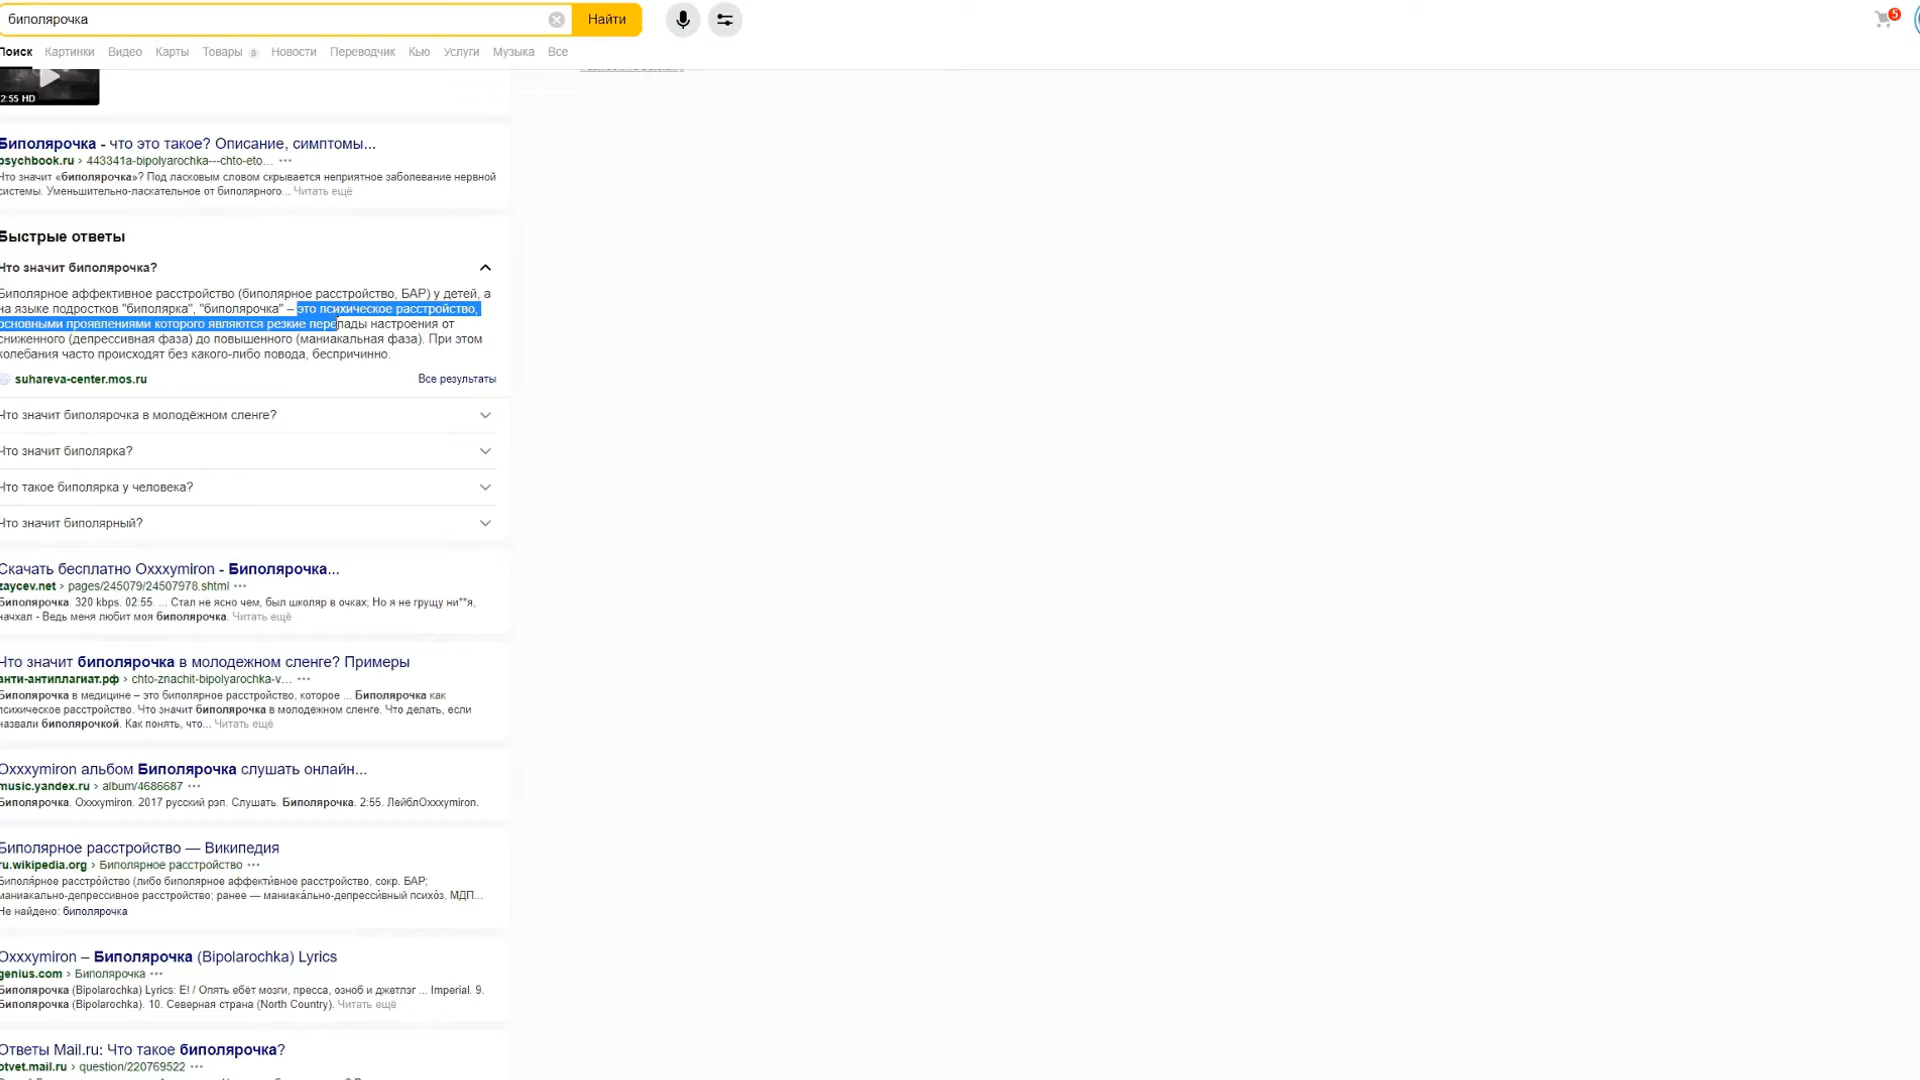 биполярочка
Найти
5
Поиск Картинки Видео Карты Товары β Новости Переводчик Кью Услуги Музыка Все
2:55 HD
Биполярочка - что это такое? Описание, симптомы...
psychbook.ru › 443341a-bipolyarochka---chto-eto...
Что значит «биполярочка»? Под ласковым словом скрывается неприятное заболевание нервной
системы. Уменьшительно-ласкательное от биполярного... Читать ещё
Быстрые ответы
Что значит биполярочка?
Биполярное аффективное расстройство (биполярное расстройство, БАР) у детей, а
на языке подростков "биполярка", "биполярочка" – это психическое расстройство,
основными проявлениями которого являются резкие перепады настроения от
сниженного (депрессивная фаза) до повышенного (маниакальная фаза). При этом
колебания часто происходят без какого-либо повода, беспричинно.
suhareva-center.mos.ru Все результаты
Что значит биполярочка в молодёжном сленге?
Что значит биполярка?
Что такое биполярка у человека?
Что значит биполярный?
Скачать бесплатно Oxxxymiron - Биполярочка...
zaycev.net › pages/245079/24507978.shtml
Биполярочка. 320 kbps. 02:55. ... Стал не ясно чем, был школяр в очках; Но я не грущу ни**я,
начхал - Ведь меня любит моя биполярочка. Читать ещё
Что значит биполярочка в молодежном сленге? Примеры
анти-антиплагиат.рф › chto-znachit-bipolyarochka-v...
Биполярочка в медицине – это биполярное расстройство, которое ... Биполярочка как
психическое расстройство. Что значит биполярочка в молодежном сленге. Что делать, если
назвали биполярочкой. Как понять, что... Читать ещё
Oxxxymiron альбом Биполярочка слушать онлайн...
music.yandex.ru › album/4686687
Биполярочка. Oxxxymiron. 2017 русский рэп. Слушать. Биполярочка. 2:55. ЛейблOxxxymiron.
Биполярное расстройство — Википедия
ru.wikipedia.org › Биполярное расстройство
Биполя́рное расстро́йство (либо биполярное аффекти́вное расстройство, сокр. БАР;
маниакально-депрессивное расстройство; ранее — маниака́льно-депресси́вный психо́з, МДП...
Не найдено: биполярочка
Oxxxymiron – Биполярочка (Bipolarochka) Lyrics
genius.com › Биполярочка
Биполярочка (Bipolarochka) Lyrics: E! / Опять ебёт мозги, пресса, озноб и джетлэг ... Imperial. 9.
Биполярочка (Bipolarochka). 10. Северная страна (North Country). Читать ещё
Ответы Mail.ru: Что такое биполярочка?
otvet.mail.ru › question/220769522